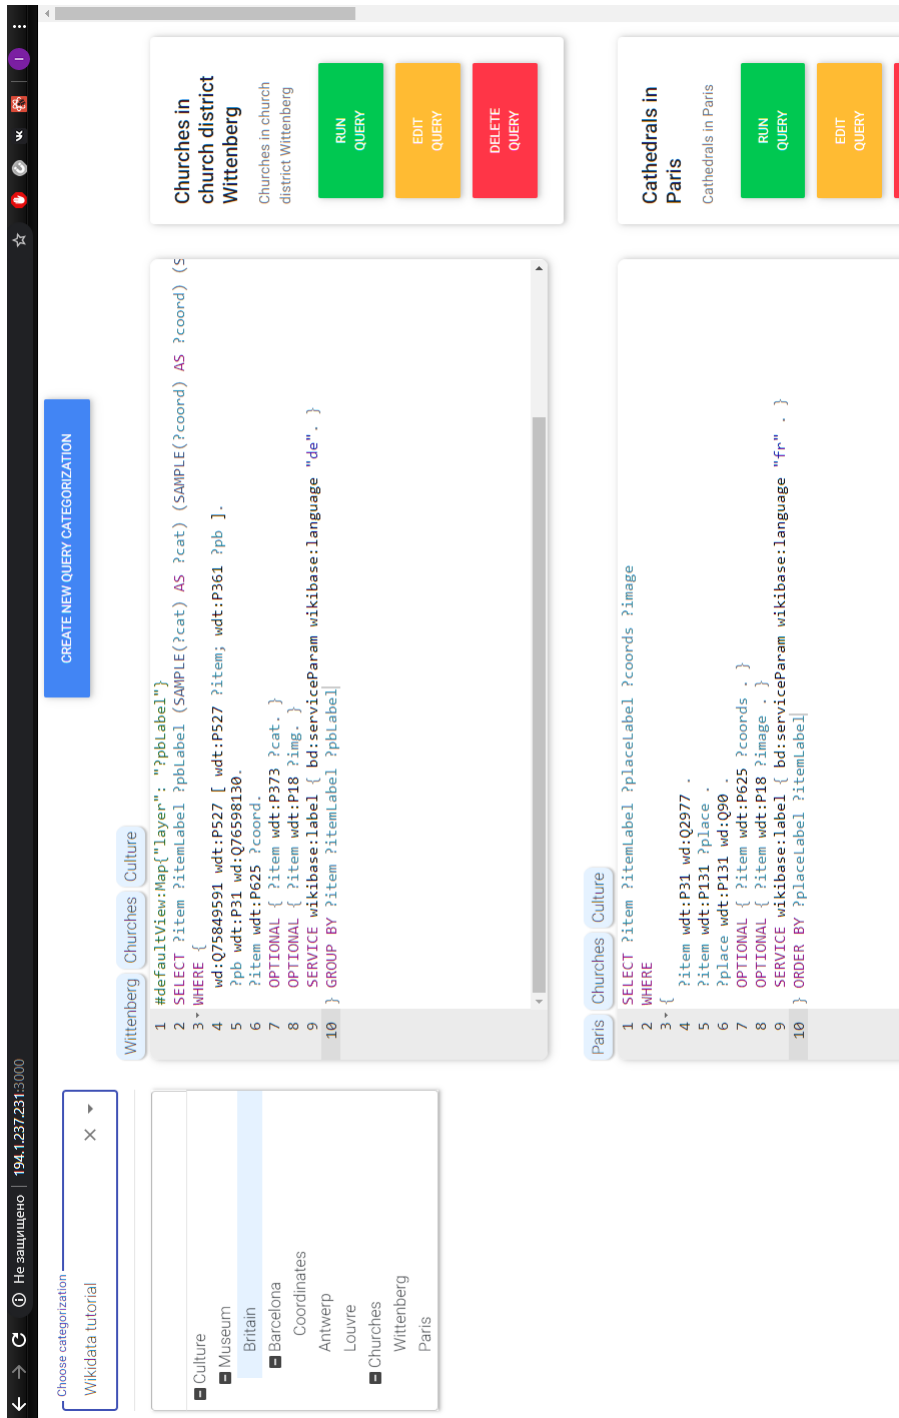 Не защищено | 194.1.237.231:3000
Choose categorization
Wikidata tutorial
Culture
Museum
Britain
Barcelona
Coordinates
Antwerp
Louvre
Churches
Wittenberg
Paris
CREATE NEW QUERY CATEGORIZATION
Wittenberg Churches Culture
1 #defaultView:Map{"layer": "?pbLabel"}
2 SELECT ?item ?itemLabel ?pbLabel (SAMPLE(?cat) AS ?cat) (SAMPLE(?coord) AS ?coord) (S
3 WHERE {
4 wd:Q75849591 wdt:P527 [ wdt:P527 ?item; wdt:P361 ?pb ].
5 ?pb wdt:P31 wd:Q76598130.
6 ?item wdt:P625 ?coord.
7 OPTIONAL { ?item wdt:P373 ?cat. }
8 OPTIONAL { ?item wdt:P18 ?img. }
9 SERVICE wikibase:label { bd:serviceParam wikibase:language "de". }
10 } GROUP BY ?item ?itemLabel ?pbLabel
Churches in
church district
Wittenberg
Churches in church
district Wittenberg
RUN
QUERY
EDIT
QUERY
DELETE
QUERY
Paris Churches Culture
1 SELECT ?item ?itemLabel ?placeLabel ?coords ?image
2 WHERE
3 {
4 ?item wdt:P31 wd:Q2977 .
5 ?item wdt:P131 ?place .
6 ?place wdt:P131 wd:Q90 .
7 OPTIONAL { ?item wdt:P625 ?coords . }
8 OPTIONAL { ?item wdt:P18 ?image . }
9 SERVICE wikibase:label { bd:serviceParam wikibase:language "fr" . }
10 } ORDER BY ?placeLabel ?itemLabel
Cathedrals in
Paris
Cathedrals in Paris
RUN
QUERY
EDIT
QUERY